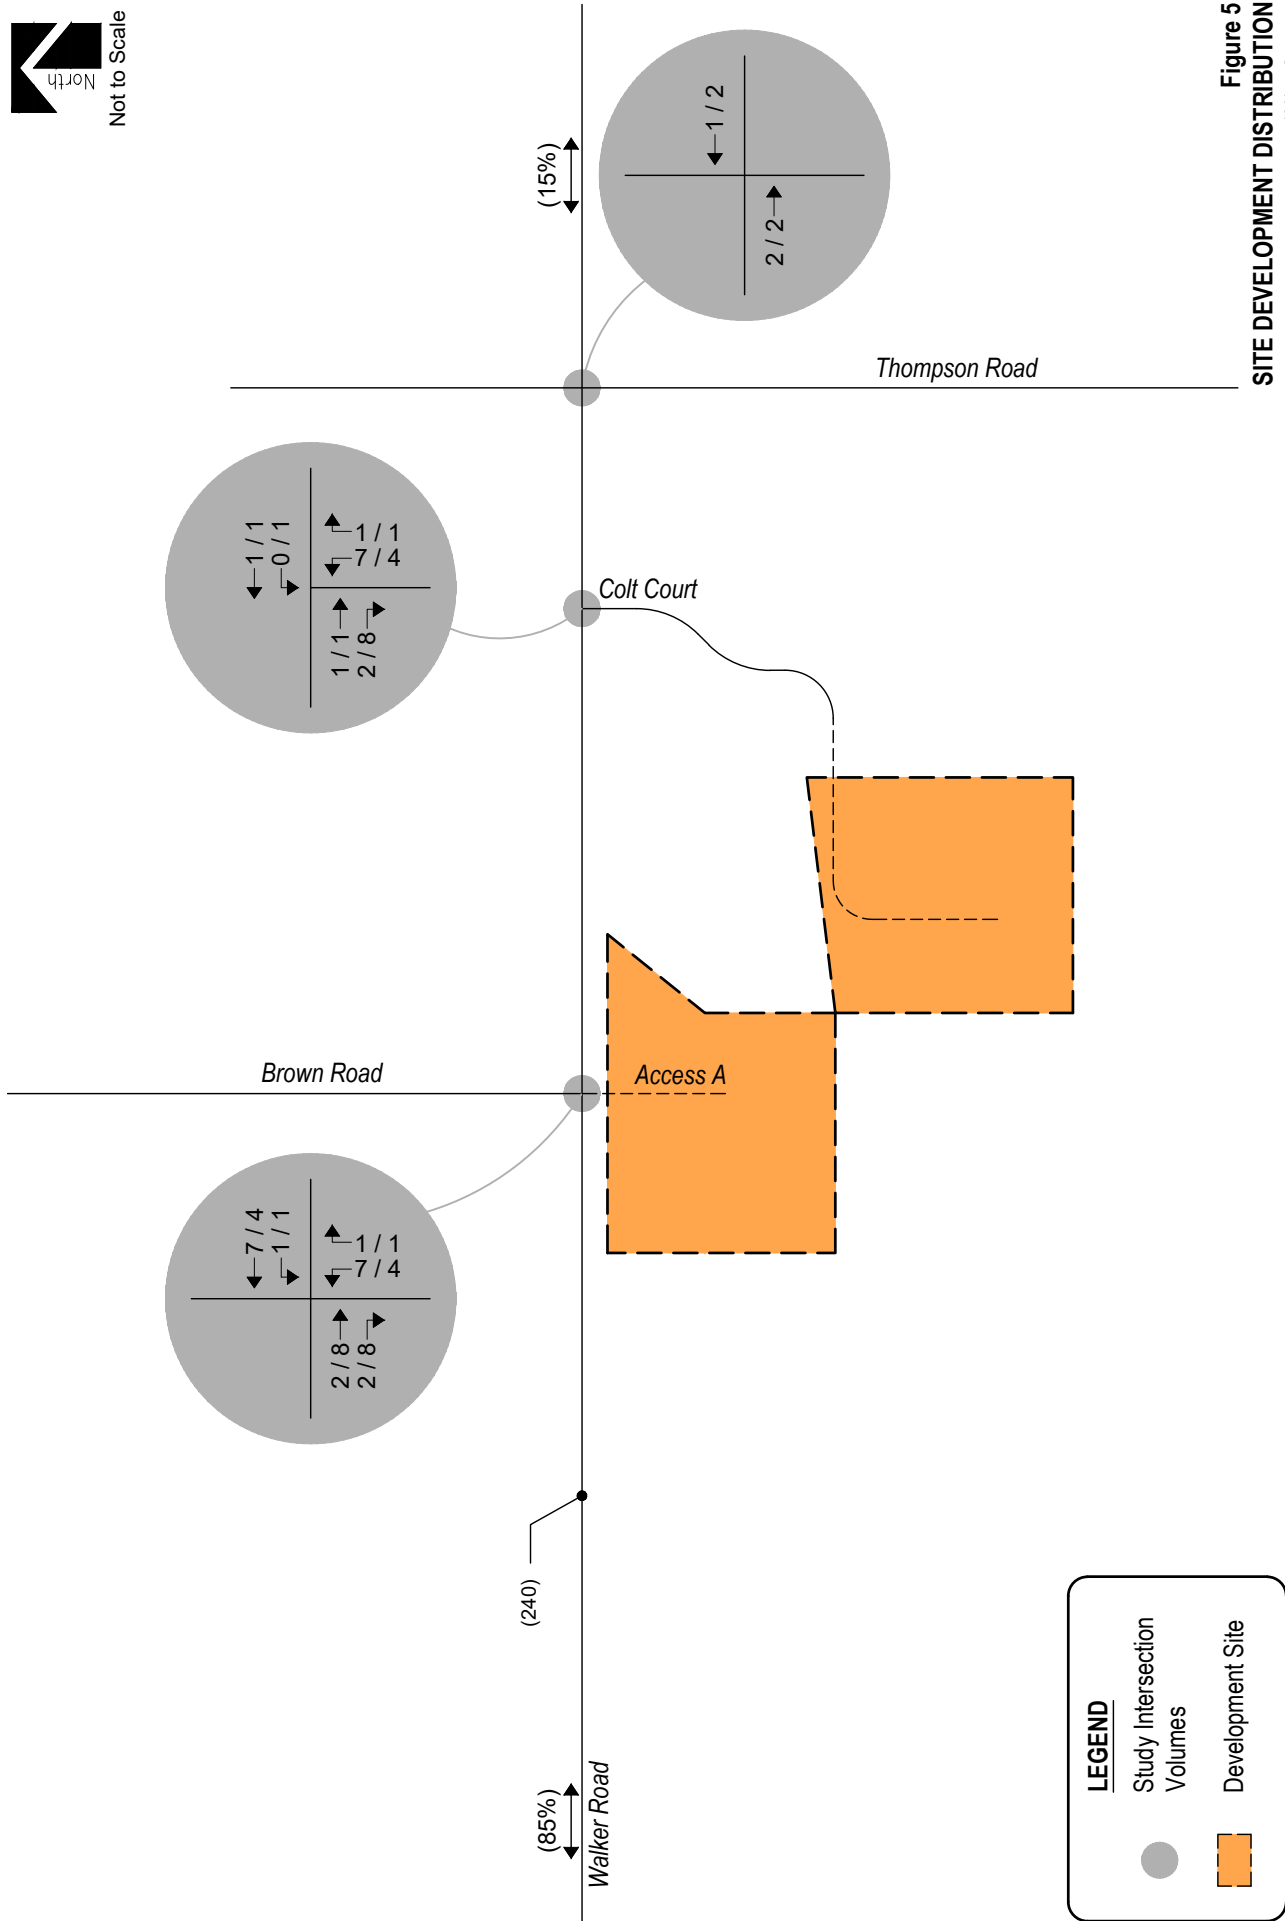 North
Not to Scale
Figure 5
SITE DEVELOPMENT DISTRIBUTION
(15%)
1 / 2
2 / 2
Thompson Road
1 / 1
0 / 1
1 / 1
7 / 4
1 / 1
2 / 8
Colt Court
Brown Road
Access A
7 / 4
1 / 1
1 / 1
7 / 4
2 / 8
2 / 8
(240)
(85%)
Walker Road
LEGEND
Study Intersection
Volumes
Development Site